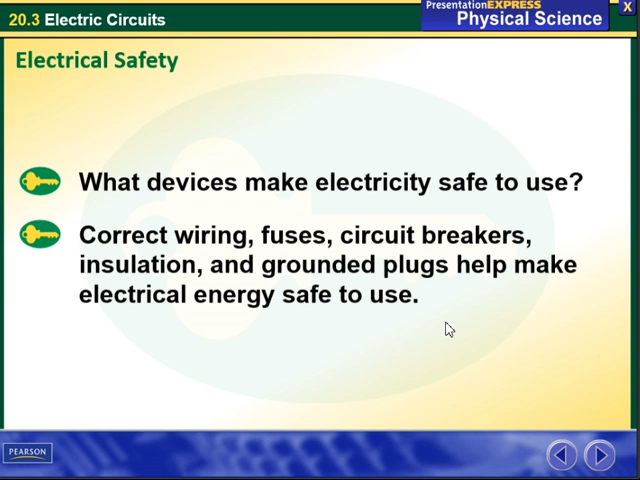 20.3 Electric Circuits
PresentationEXPRESS
Physical Science
X
Electrical Safety
What devices make electricity safe to use?
Correct wiring, fuses, circuit breakers,
insulation, and grounded plugs help make
electrical energy safe to use.
PEARSON